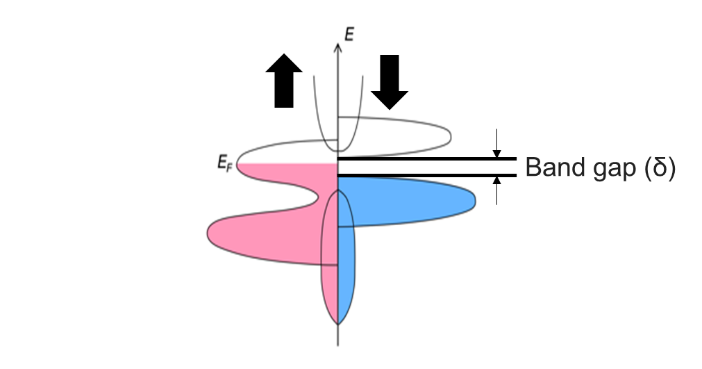 E
E_F
Band gap (δ)